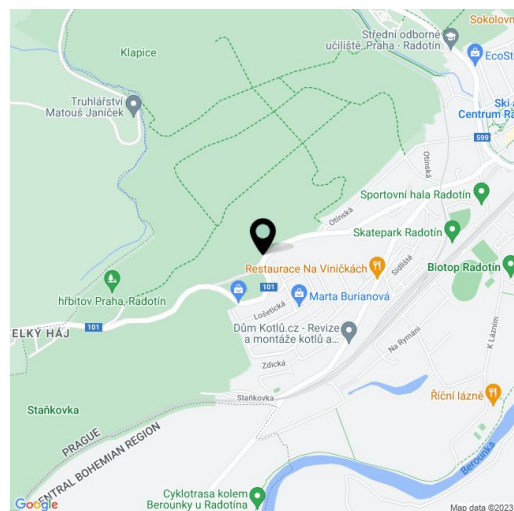 Klapice
Střední odborné
učiliště, Praha - Radotín
Sokolovn
EcoSt
Truhlářství
Matouš Janíček
Ski a
Centrum Ra
599
Otínská
Sportovní hala Radotín
Otínská
Skatepark Radotín
Restaurace Na Viničkách
Sídliště
Biotop Radotín
hřbitov Praha, Radotín
101
Marta Burianová
Lošetická
101
ELKÝ HÁJ
Dům Kotlů.cz - Revize
a montáže kotlů a...
Na Rymáni
K Lázním
Zdická
Staňkovka
Říční lázně
Staňkovka
PRAGUE
CENTRAL BOHEMIAN REGION
Berounka
Cyklotrasa kolem
Berounky u Radotína
Google
Map data ©2023